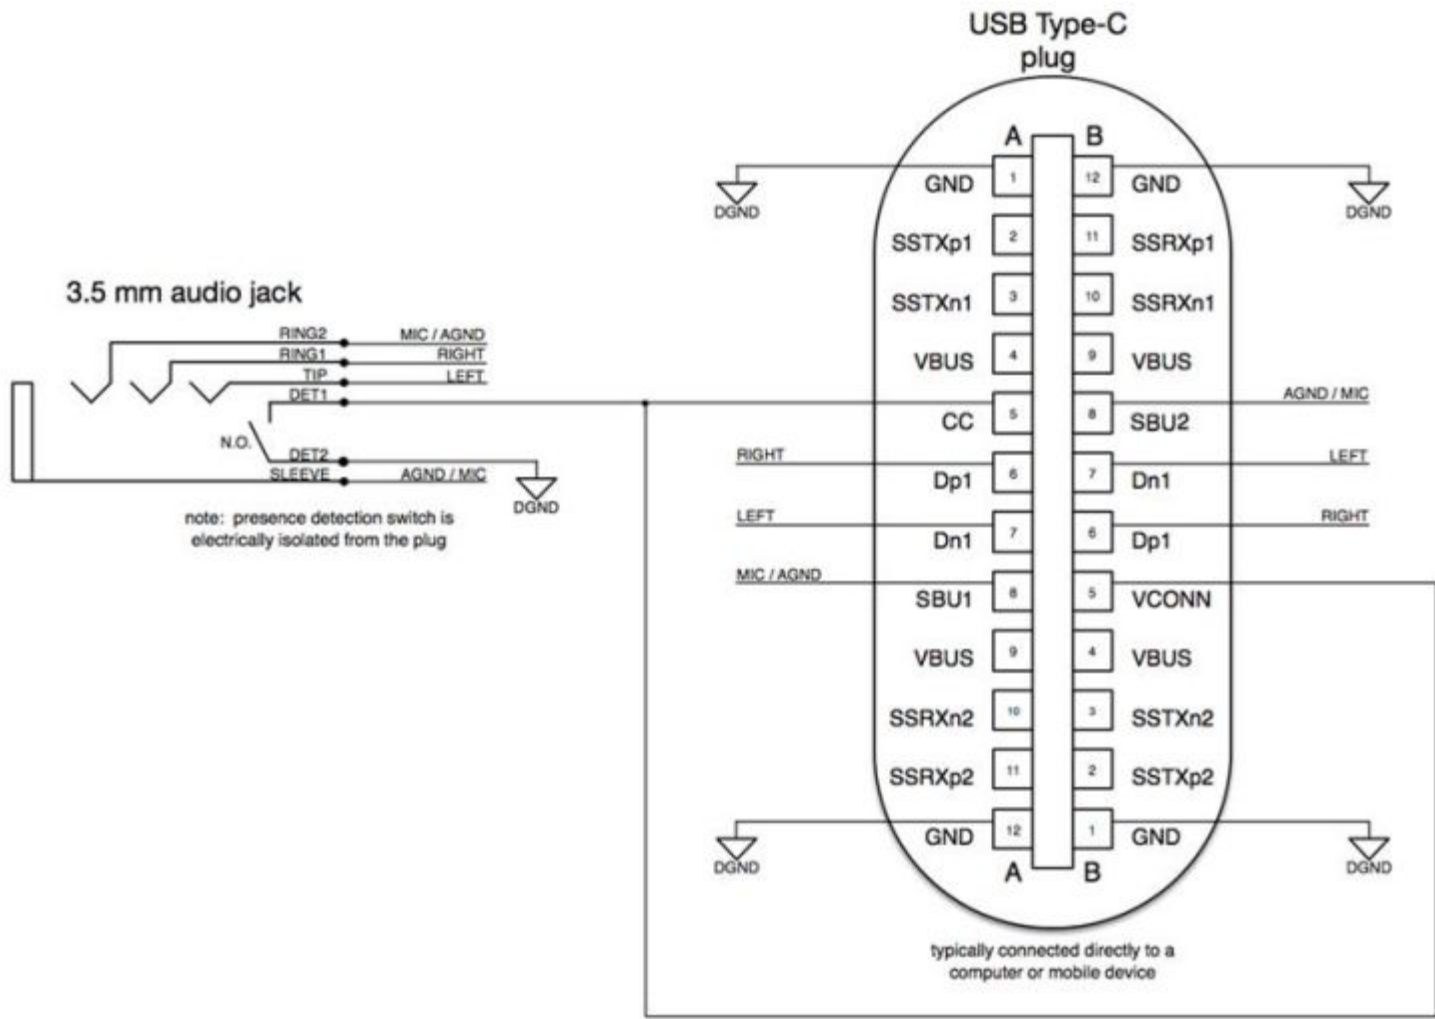 USB Type-C
plug
A B
GND 1 12 GND
DGND DGND
SSTXp1 2 11 SSRXp1
3.5 mm audio jack
SSTXn1 3 10 SSRXn1
RING2 MIC / AGND
RING1 RIGHT
TIP LEFT
DET1
VBUS 4 9 VBUS
AGND / MIC
CC 5 8 SBU2
N.O.
DET2
SLEEVE AGND / MIC
DGND
note: presence detection switch is
electrically isolated from the plug
RIGHT LEFT
Dp1 6 7 Dn1
LEFT RIGHT
Dn1 7 6 Dp1
MIC / AGND
SBU1 8 5 VCONN
VBUS 9 4 VBUS
SSRXn2 10 3 SSTXn2
SSRXp2 11 2 SSTXp2
GND 12 1 GND
DGND DGND
A B
typically connected directly to a
computer or mobile device